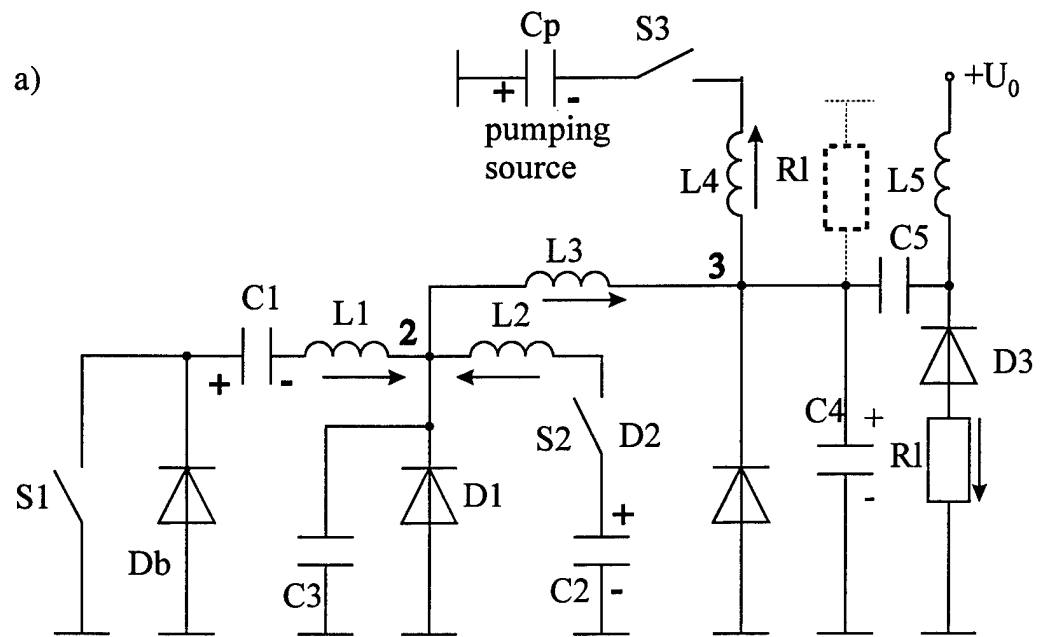 a)
Cp
S3
+ -
pumping
source
+U0
L4
Rl
L5
C5
L3
3
C1
L1
2
L2
+ -
D3
S2
D2
C4
+
Rl
-
S1
D1
+
Db
C3
C2
-